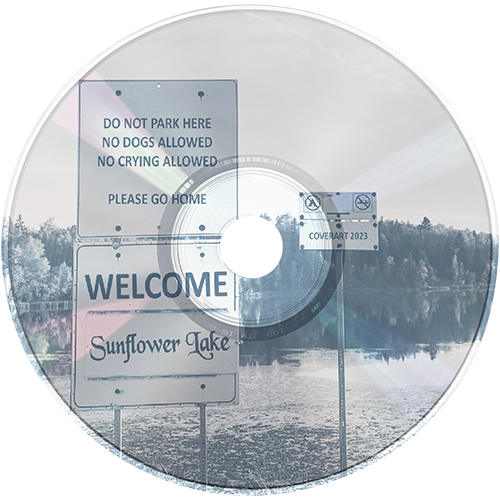 DO NOT PARK HERE
NO DOGS ALLOWED
NO CRYING ALLOWED
PLEASE GO HOME
WELCOME
Sunflower Lake
COVERART 2023